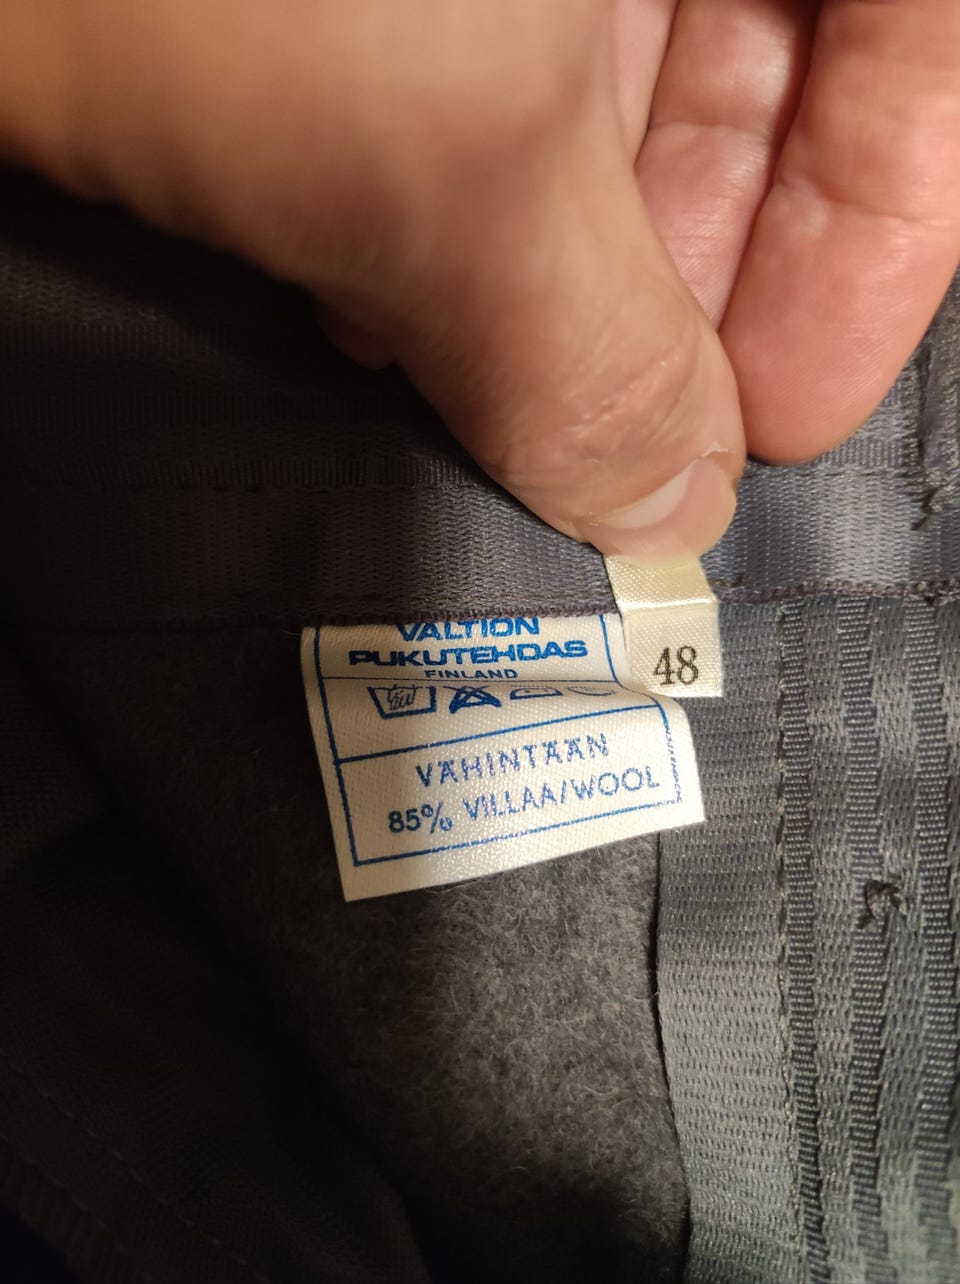 VALTION
PUKUTEHDAS
FINLAND
48
VÄHINTÄÄN
85% VILLAA/WOOL